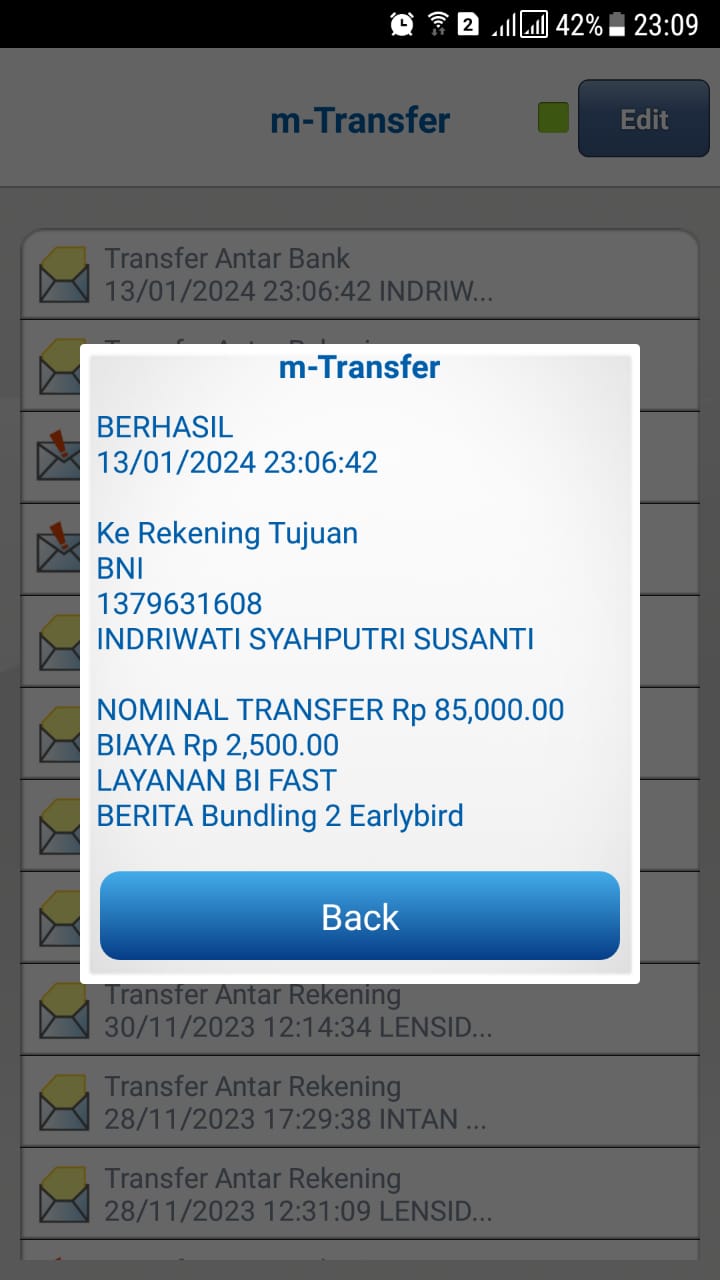 2 42% 23:09
m-Transfer
Edit
Transfer Antar Bank
13/01/2024 23:06:42 INDRIW...
m-Transfer
BERHASIL
13/01/2024 23:06:42
Ke Rekening Tujuan
BNI
1379631608
INDRIWATI SYAHPUTRI SUSANTI
NOMINAL TRANSFER Rp 85,000.00
BIAYA Rp 2,500.00
LAYANAN BI FAST
BERITA Bundling 2 Earlybird
Back
Transfer Antar Rekening
30/11/2023 12:14:34 LENSID...
Transfer Antar Rekening
28/11/2023 17:29:38 INTAN ...
Transfer Antar Rekening
28/11/2023 12:31:09 LENSID...